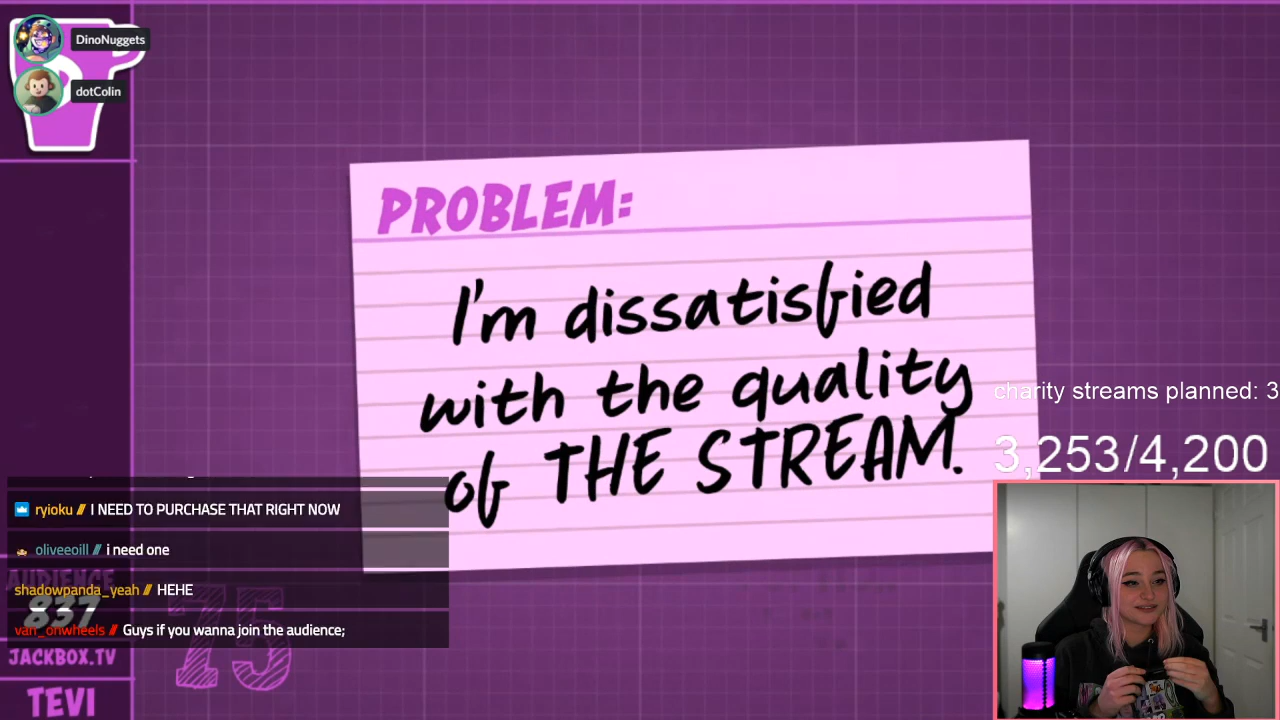 DinoNuggets
dotColin
PROBLEM:
I'm dissatisfied
with the quality
of THE STREAM.
charity streams planned: 3
3,253/4,200
ryioku // I NEED TO PURCHASE THAT RIGHT NOW
oliveeoill // i need one
shadowpanda_yeah // HEHE
van_onwheels // Guys if you wanna join the audience;
AUDIENCE
837
75
JACKBOX.TV
TEVI